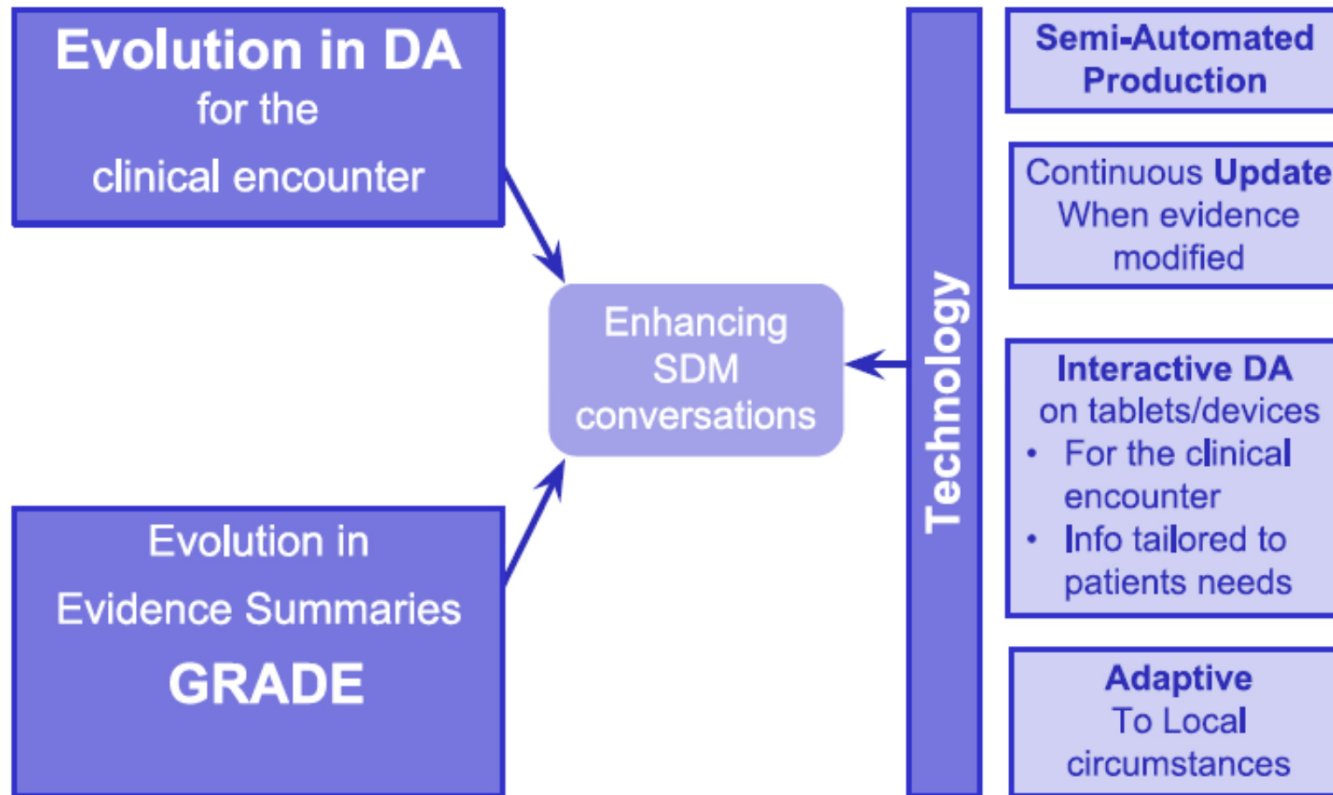 Evolution in DA
for the
clinical encounter
Evolution in
Evidence Summaries
GRADE
Enhancing
SDM
conversations
Technology
Semi-Automated
Production
Continuous Update
When evidence
modified
Interactive DA
on tablets/devices
• For the clinical
encounter
• Info tailored to
patients needs
Adaptive
To Local
circumstances